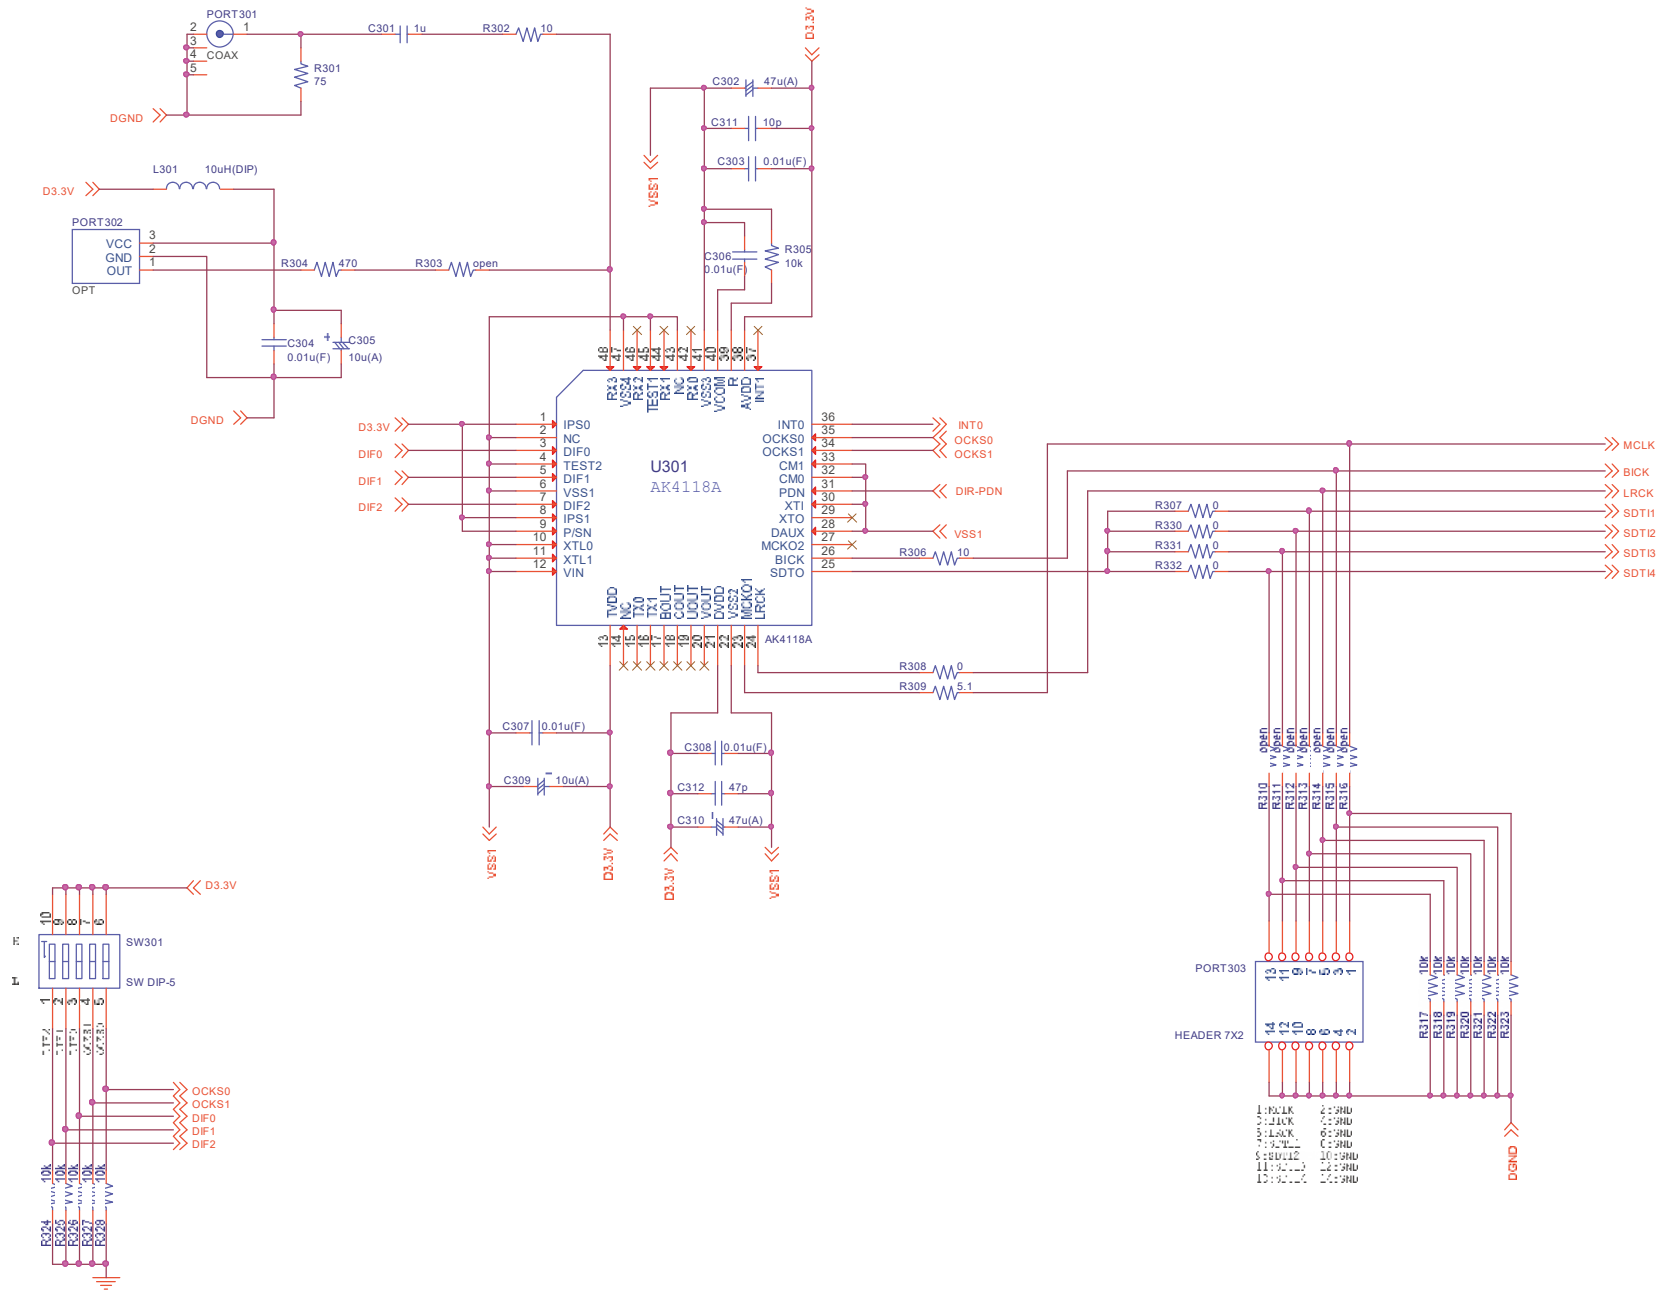 PORT301
2 1
3
4 COAX
5
C301 1u
R302 10
R301
75
DGND
D3.3V
C302 47u(A)
C311 10p
C303 0.01u(F)
VSS1
L301 10uH(DIP)
D3.3V
PORT302
VCC 3
GND 2
OUT 1
OPT
R304 470
R303 open
C306
0.01u(F)
R305
10k
C304
0.01u(F)
+ C305
10u(A)
DGND
48 47 46 45 44 43 42 41 40 39 38 37
RX3 VSS4 RX2 TEST1 RX1 NC RX0 VSS3 VCOM R AVDD INT1
D3.3V
DIF0
DIF1
DIF2
1 IPS0
2 NC
3 DIF0
4 TEST2
5 DIF1
6 VSS1
7 DIF2
8 IPS1
9 P/SN
10 XTL0
11 XTL1
12 VIN
U301
AK4118A
INT0 36
OCKS0 35
OCKS1 34
CM1 33
CM0 32
PDN 31
XTI 30
XTO 29
DAUX 28
MCKO2 27
BICK 26
SDTO 25
INT0
OCKS0
OCKS1
DIR-PDN
VSS1
TVDD NC TX0 TX1 BOUT COUT UOUT VOUT DVDD VSS2 MCKO1 LRCK
13 14 15 16 17 18 19 20 21 22 23 24
AK4118A
R306 10
R307 0
R330 0
R331 0
R332 0
MCLK
BICK
LRCK
SDTI1
SDTI2
SDTI3
SDTI4
R308 0
R309 5.1
C307 0.01u(F)
C309 10u(A)
C308 0.01u(F)
C312 47p
C310 47u(A)
VSS1
D3.3V
D3.3V
VSS1
open open open open open open open
R310 R311 R312 R313 R314 R315 R316
D3.3V
10 9 8 7 6
H
L
SW301
SW DIP-5
1 2 3 4 5
OCKS0
OCKS1
DIF0
DIF1
DIF2
10k 10k 10k 10k 10k
R324 R325 R326 R327 R328
PORT303
13 11 9 7 5 3 1
HEADER 7X2
14 12 10 8 6 4 2
10k 10k 10k 10k 10k 10k 10k
R317 R318 R319 R320 R321 R322 R323
1:MCLK 2:GND
10:GND
DGND